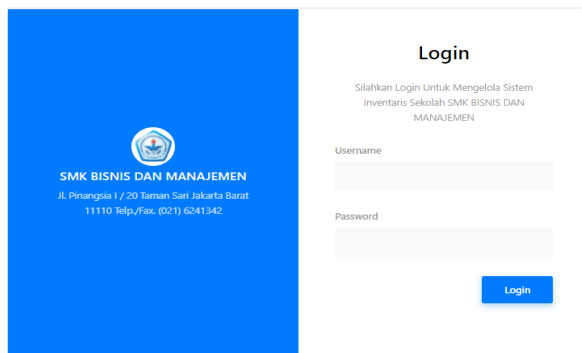 SMK BISNIS DAN MANAJEMEN
Jl. Pinangsia I / 20 Taman Sari Jakarta Barat
11110 Telp./Fax. (021) 6241342
Login
Silahkan Login Untuk Mengelola Sistem
Inventaris Sekolah SMK BISNIS DAN
MANAJEMEN
Username
Password
Login